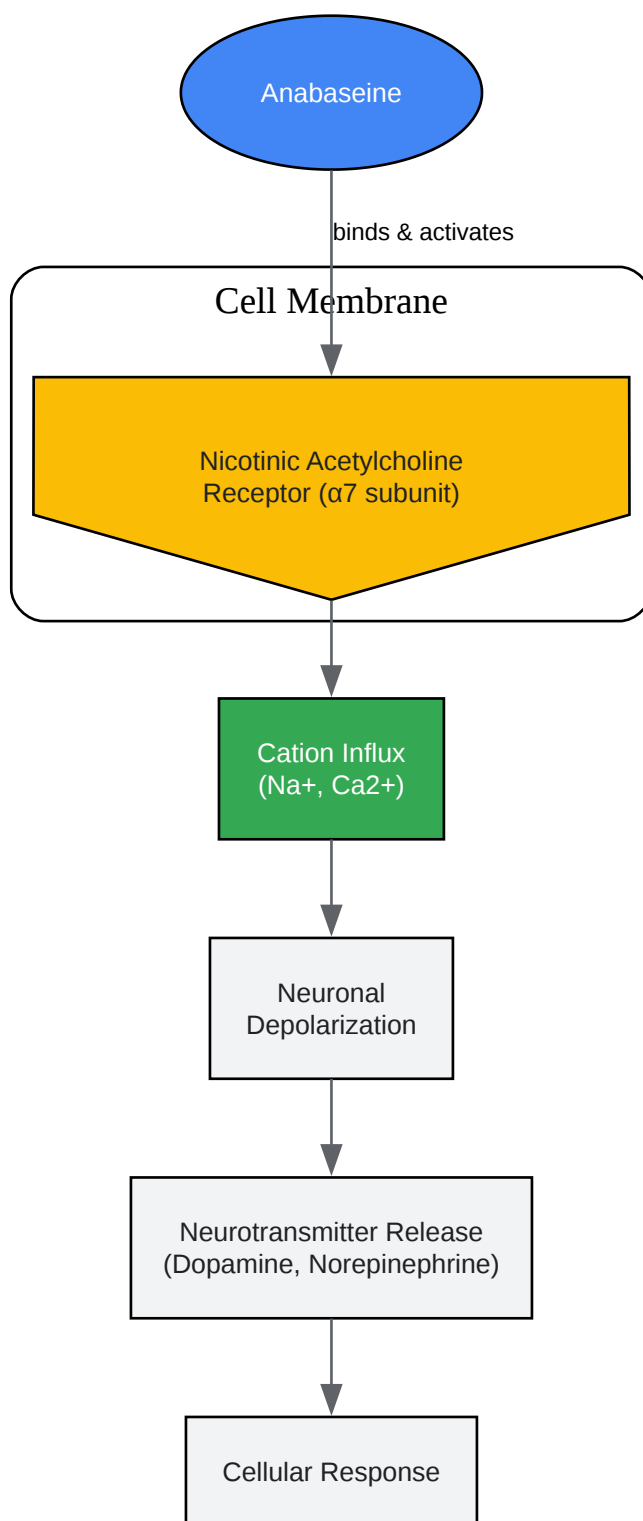 Anabaseine
binds & activates
Cell Membrane
Nicotinic Acetylcholine
Receptor (α7 subunit)
Cation Influx
(Na+, Ca2+)
Neuronal
Depolarization
Neurotransmitter Release
(Dopamine, Norepinephrine)
Cellular Response